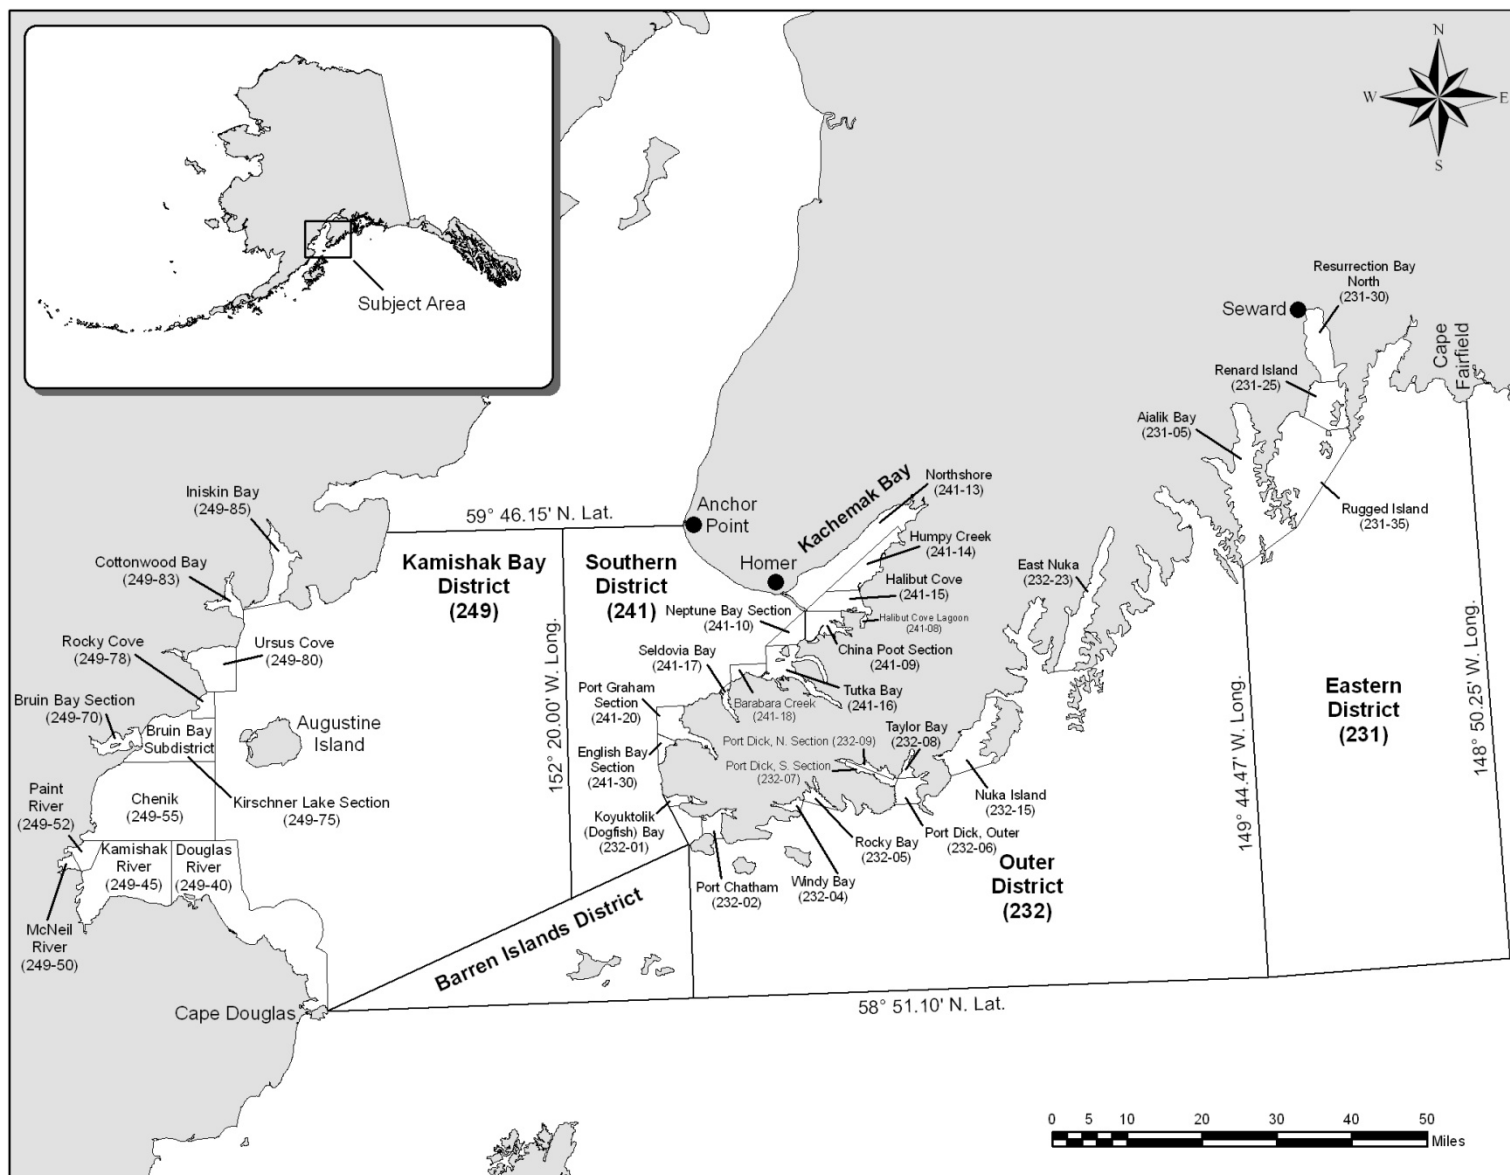 N
W
E
S
Subject Area
Resurrection Bay
North
(231-30)
Seward
Cape
Fairfield
Renard Island
(231-25)
Aialik Bay
(231-05)
Rugged Island
(231-35)
Northshore
(241-13)
Kachemak Bay
Anchor
Point
Homer
Humpy Creek
(241-14)
Halibut Cove
(241-15)
Halibut Cove Lagoon
(241-08)
Neptune Bay Section
(241-10)
China Poot Section
(241-09)
Seldovia Bay
(241-17)
Tutka Bay
(241-16)
Barabara Creek
(241-18)
Port Graham
Section
(241-20)
English Bay
Section
(241-30)
Koyuktolik
(Dogfish) Bay
(232-01)
59° 46.15' N. Lat.
Kamishak Bay
District
(249)
Southern
District
(241)
152° 20.00' W. Long.
Iniskin Bay
(249-85)
Cottonwood Bay
(249-83)
Rocky Cove
(249-78)
Ursus Cove
(249-80)
Bruin Bay Section
(249-70)
Bruin Bay
Subdistrict
Augustine
Island
Kirschner Lake Section
(249-75)
Chenik
(249-55)
Paint
River
(249-52)
Kamishak
River
(249-45)
Douglas
River
(249-40)
McNeil
River
(249-50)
Cape Douglas
Barren Islands District
East Nuka
(232-23)
Taylor Bay
(232-08)
Port Dick, N. Section (232-09)
Port Dick, S. Section
(232-07)
Nuka Island
(232-15)
Port Dick, Outer
(232-06)
Rocky Bay
(232-05)
Windy Bay
(232-04)
Port Chatham
(232-02)
Outer
District
(232)
149° 44.47' W. Long.
Eastern
District
(231)
148° 50.25' W. Long.
58° 51.10' N. Lat.
0 5 10 20 30 40 50
Miles